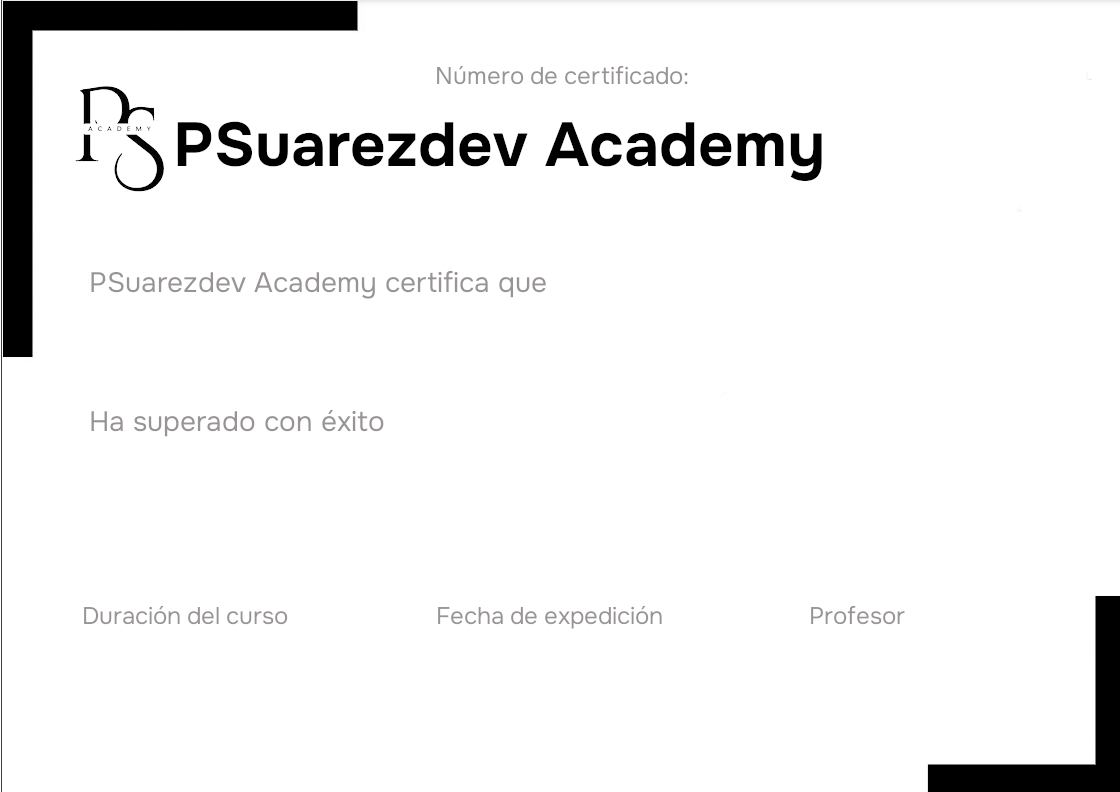 Número de certificado:
PS
ACADEMY
PSuarezdev Academy
PSuarezdev Academy certifica que
Ha superado con éxito
Duración del curso
Fecha de expedición
Profesor